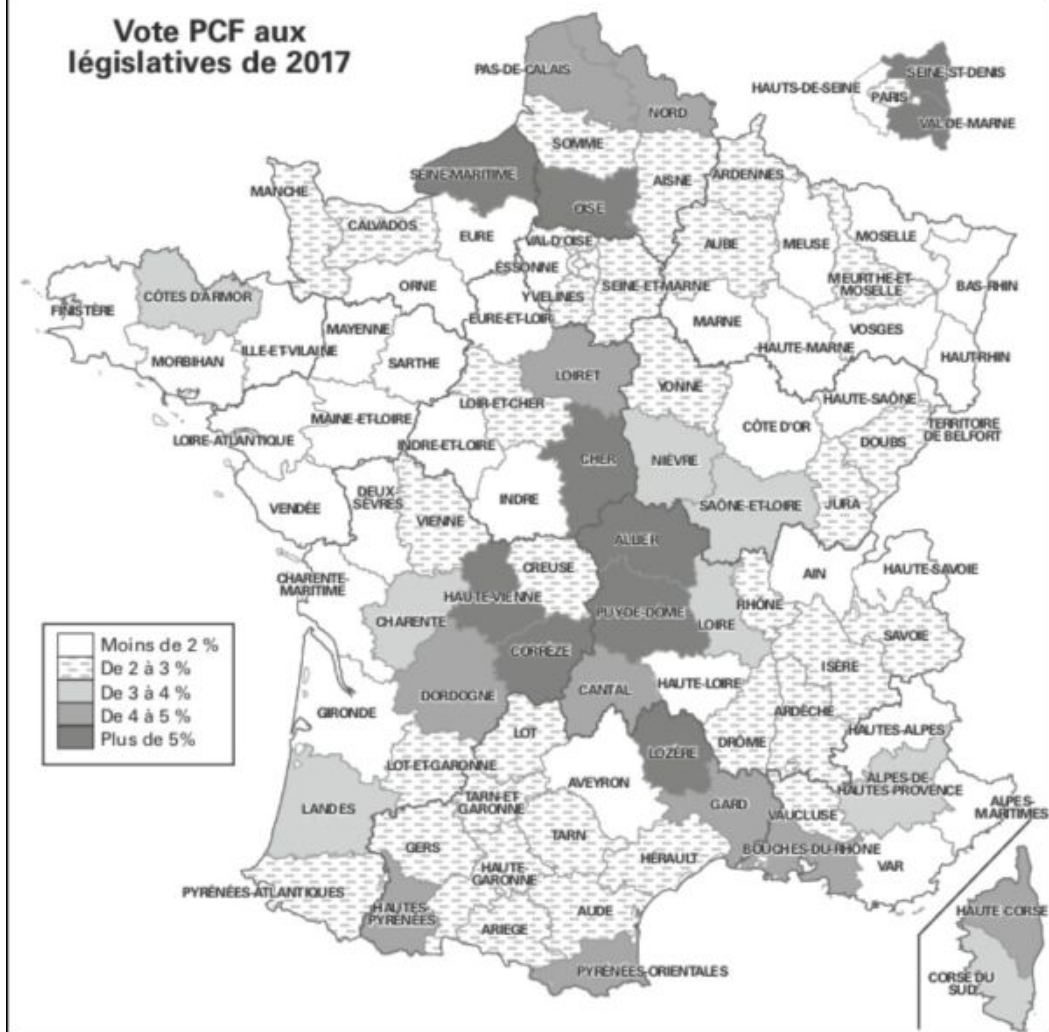 Vote PCF aux
législatives de 2017
PAS-DE-CALAIS
NORD
SEINE-ST-DENIS
HAUTS-DE-SEINE
PARIS
VAL-DE-MARNE
SOMME
SEINE-MARITIME
OISE
AISNE
ARDENNES
MANCHE
CALVADOS
EURE
VAL D'OISE
ESSONNE
YVELINES
SEINE-ET-MARNE
AUBE
MEUSE
MOSELLE
MEURTHE-ET-
MOSELLE
BAS-RHIN
FINISTÈRE
CÔTES D'ARMOR
ORNE
EURE-ET-LOIR
MARNE
VOSGES
HAUTE-MARNE
HAUT-RHIN
MORBIHAN
ILLE-ET-VILAINE
MAYENNE
SARTHE
LOIRET
YONNE
LOIR-ET-CHER
HAUTE-SAÔNE
TERRITOIRE
DE BELFORT
LOIRE-ATLANTIQUE
MAINE-ET-LOIRE
INDRE-ET-LOIRE
CHER
NIÈVRE
CÔTE D'OR
DOUBS
VENDÉE
DEUX
SÈVRES
VIENNE
INDRE
SAÔNE-ET-LOIRE
JURA
ALLIER
CREUSE
AIN
HAUTE-SAVOIE
CHARENTE-
MARITIME
HAUTE-VIENNE
CHARENTE
PUY-DE-DOME
LOIRE
RHÔNE
SAVOIE
CORRÈZE
ISÈRE
DORDOGNE
CANTAL
HAUTE-LOIRE
ARDÈCHE
GIRONDE
LOT
LOZÈRE
DRÔME
HAUTES-ALPES
LOT-ET-GARONNE
AVEYRON
ALPES-DE-
HAUTES-PROVENCE
LANDES
TARN-ET
GARONNE
GARD
VAUCLUSE
ALPES-
MARITIMES
GERS
TARN
BOUCHES-DU-RHÔNE
HÉRAULT
VAR
HAUTE-
GARONNE
PYRÉNÉES-ATLANTIQUES
HAUTES-
PYRÉNÉES
AUDE
ARIEGE
PYRÉNÉES-ORIENTALES
HAUTE CORSE
CORSE DU
SUD
Moins de 2 %
De 2 à 3 %
De 3 à 4 %
De 4 à 5 %
Plus de 5%